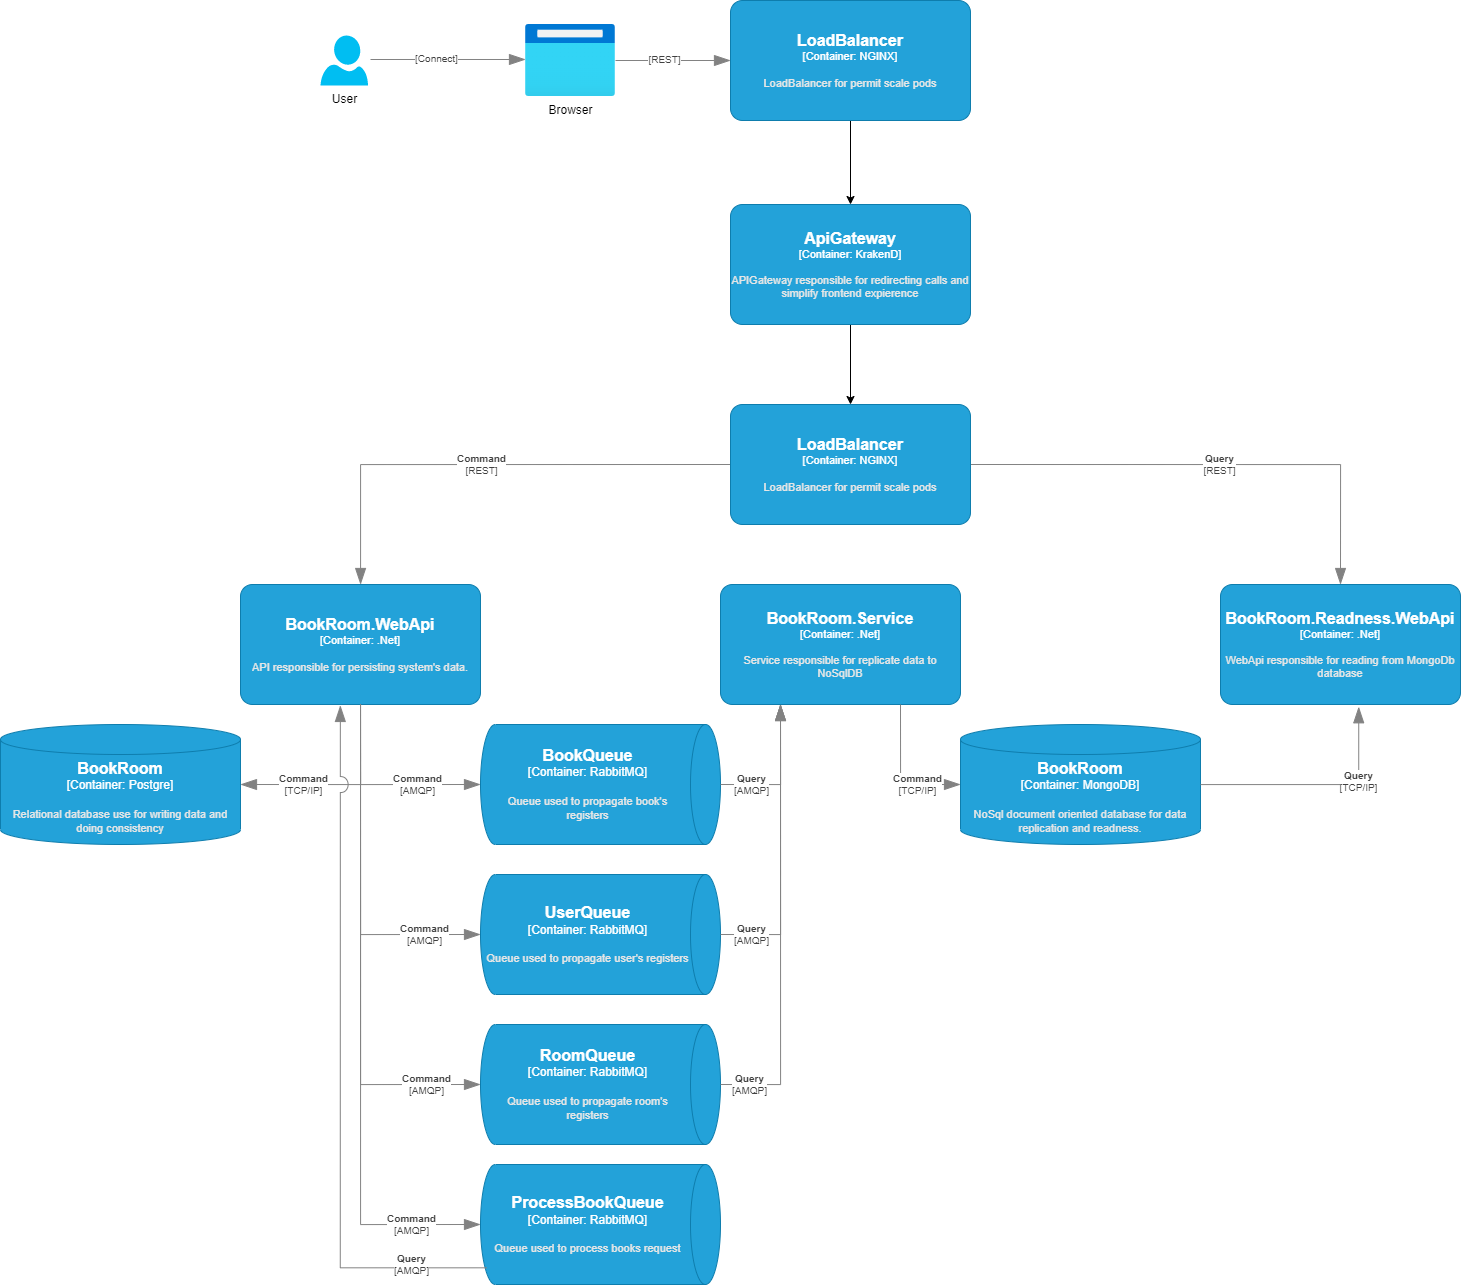 User
[Connect]
Browser
[REST]
LoadBalancer
[Container: NGINX]
LoadBalancer for permit scale pods
ApiGateway
[Container: KrakenD]
APIGateway responsible for redirecting calls and
simplify frontend expierence
LoadBalancer
[Container: NGINX]
LoadBalancer for permit scale pods
Command
[REST]
Query
[REST]
BookRoom.WebApi
[Container: .Net]
API responsible for persisting system's data.
BookRoom.Service
[Container: .Net]
Service responsible for replicate data to
NoSqlDB
BookRoom.Readness.WebApi
[Container: .Net]
WebApi responsible for reading from MongoDb
database
BookRoom
[Container: Postgre]
Relational database use for writing data and
doing consistency
Command
[TCP/IP]
Command
[AMQP]
BookQueue
[Container: RabbitMQ]
Queue used to propagate book's
registers
Query
[AMQP]
Command
[TCP/IP]
BookRoom
[Container: MongoDB]
NoSql document oriented database for data
replication and readness.
Query
[TCP/IP]
Command
[AMQP]
UserQueue
[Container: RabbitMQ]
Queue used to propagate user's registers
Query
[AMQP]
Command
[AMQP]
RoomQueue
[Container: RabbitMQ]
Queue used to propagate room's
registers
Query
[AMQP]
Command
[AMQP]
ProcessBookQueue
[Container: RabbitMQ]
Queue used to process books request
Query
[AMQP]